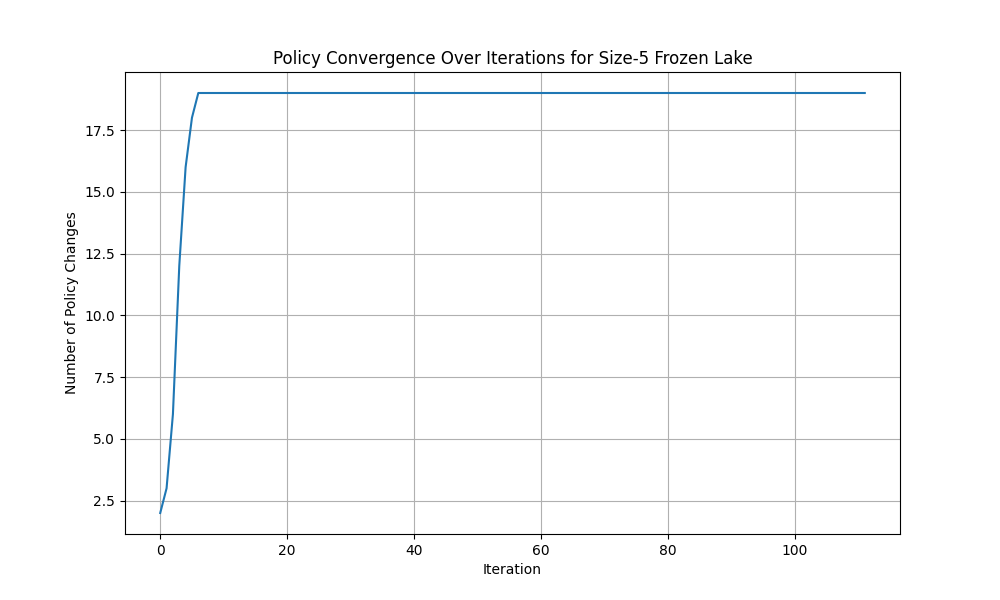 Policy Convergence Over Iterations for Size-5 Frozen Lake
Number of Policy Changes
17.5
15.0
12.5
10.0
7.5
5.0
2.5
0 20 40 60 80 100
Iteration